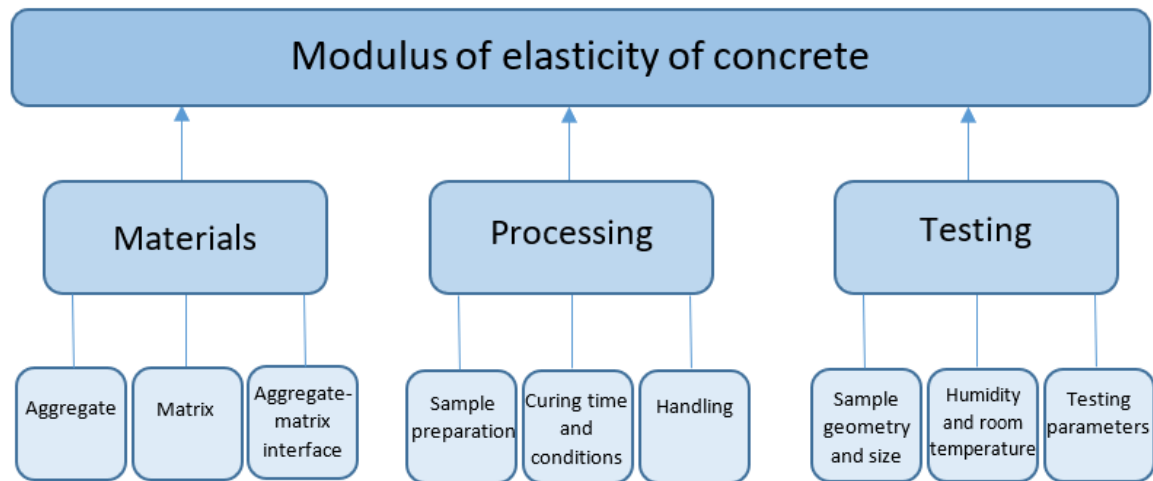 Modulus of elasticity of concrete
Materials
Processing
Testing
Aggregate
Matrix
Aggregate-
matrix
interface
Sample
preparation
Curing time
and
conditions
Handling
Sample
geometry
and size
Humidity
and room
temperature
Testing
parameters